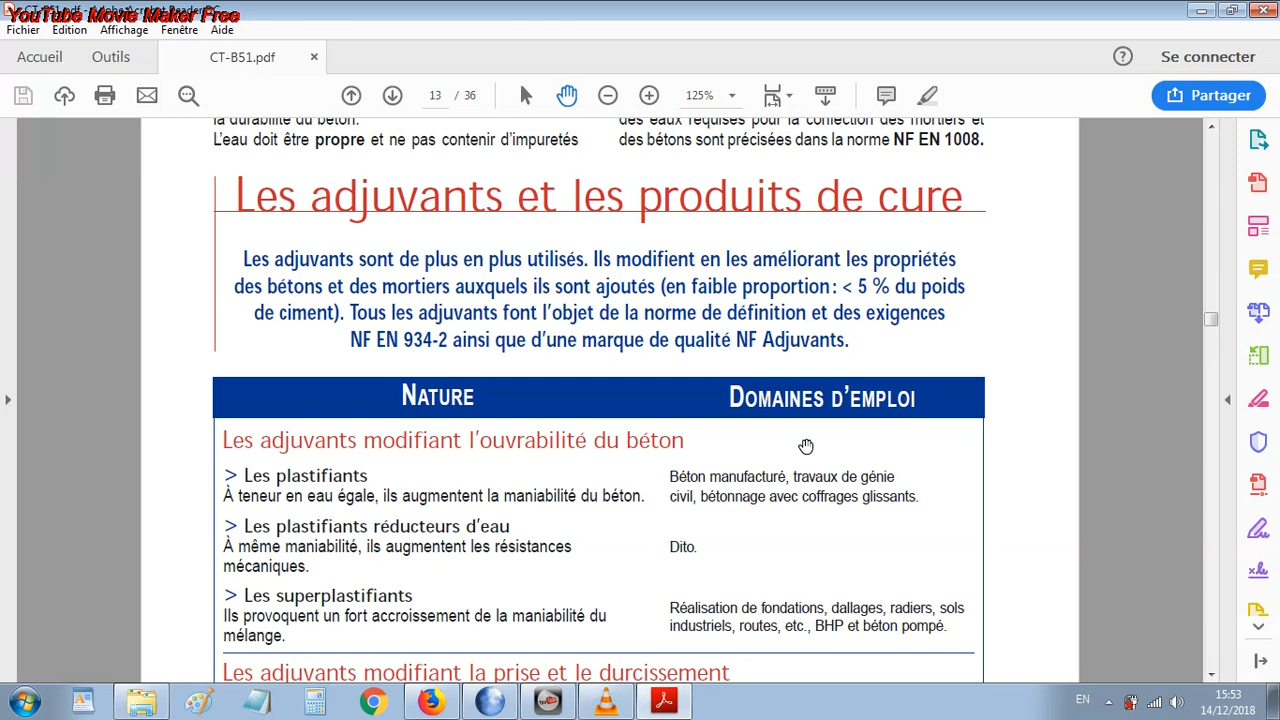 YouTube Movie Maker Free
Fichier Edition Affichage Fenêtre Aide
Accueil Outils CT-B51.pdf × ? Se connecter
13 / 36 125% Partager
la durabilité du béton.
des eaux requises pour la confection des mortiers et
L'eau doit être propre et ne pas contenir d'impuretés
des bétons sont précisées dans la norme NF EN 1008.
Les adjuvants et les produits de cure
Les adjuvants sont de plus en plus utilisés. Ils modifient en les améliorant les propriétés
des bétons et des mortiers auxquels ils sont ajoutés (en faible proportion : < 5 % du poids
de ciment). Tous les adjuvants font l'objet de la norme de définition et des exigences
NF EN 934-2 ainsi que d'une marque de qualité NF Adjuvants.
NATURE DOMAINES D'EMPLOI
Les adjuvants modifiant l'ouvrabilité du béton
> Les plastifiants
À teneur en eau égale, ils augmentent la maniabilité du béton.
Béton manufacturé, travaux de génie
civil, bétonnage avec coffrages glissants.
> Les plastifiants réducteurs d'eau
À même maniabilité, ils augmentent les résistances
mécaniques.
Dito.
> Les superplastifiants
Ils provoquent un fort accroissement de la maniabilité du
mélange.
Réalisation de fondations, dallages, radiers, sols
industriels, routes, etc., BHP et béton pompé.
Les adjuvants modifiant la prise et le durcissement
EN 15:53
14/12/2018